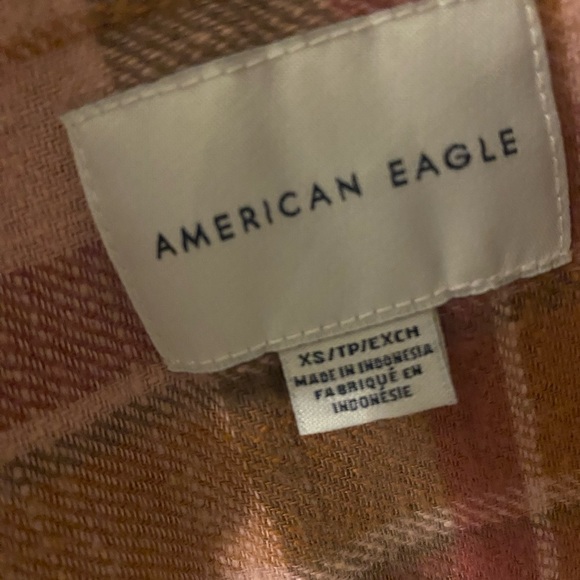 AMERICAN EAGLE
XS/TP/EXCH
MADE IN INDONESIA
FABRIQUÉ EN
INDONÉSIE